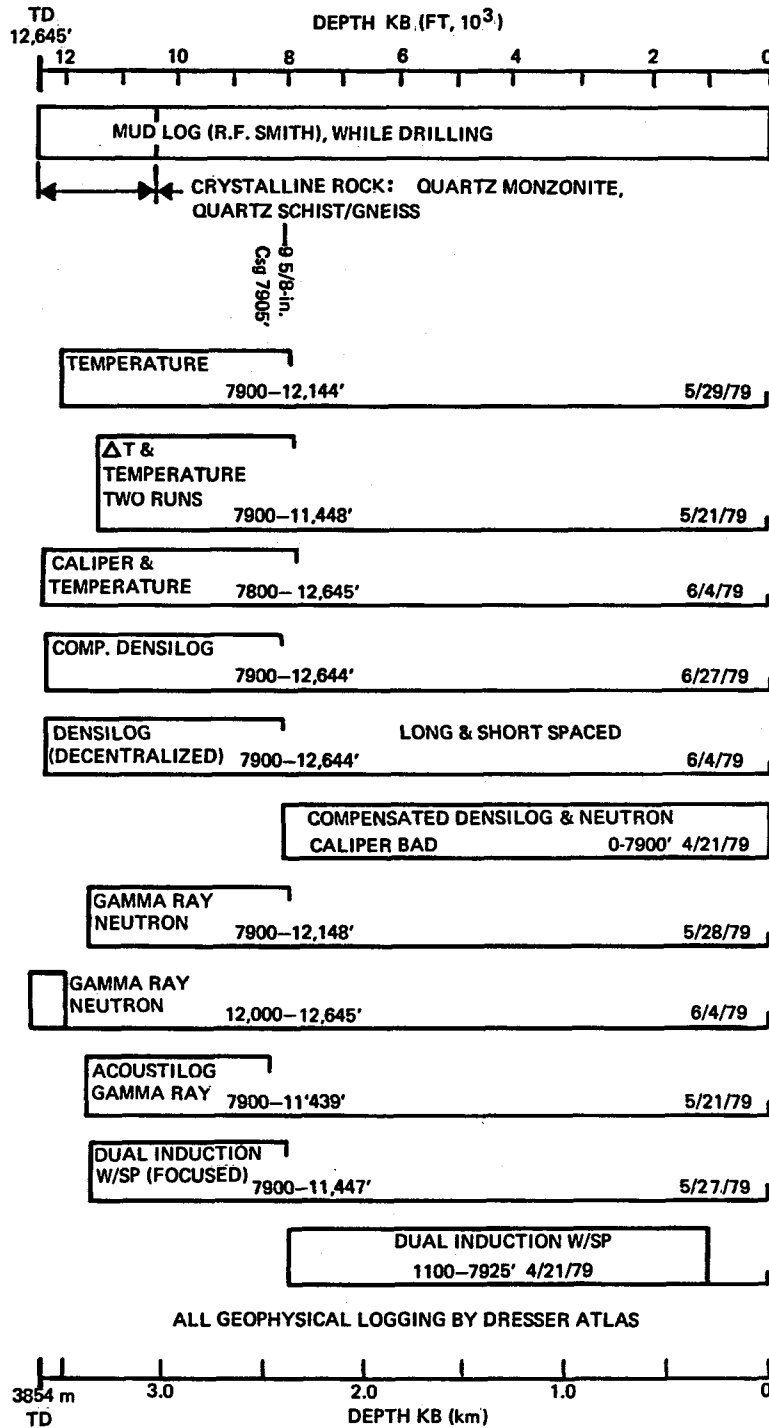 TD
12,645'
DEPTH KB (FT, 10³)
12 10 8 6 4 2 0
MUD LOG (R.F. SMITH), WHILE DRILLING
CRYSTALLINE ROCK: QUARTZ MONZONITE,
QUARTZ SCHIST/GNEISS
9 5/8-in.
Csg 7905'
TEMPERATURE
7900–12,144' 5/29/79
ΔT &
TEMPERATURE
TWO RUNS
7900–11,448' 5/21/79
CALIPER &
TEMPERATURE 7800–12,645' 6/4/79
COMP. DENSILOG
7900–12,644' 6/27/79
DENSILOG LONG & SHORT SPACED
(DECENTRALIZED) 7900–12,644' 6/4/79
COMPENSATED DENSILOG & NEUTRON
CALIPER BAD 0-7900' 4/21/79
GAMMA RAY
NEUTRON
7900–12,148' 5/28/79
GAMMA RAY
NEUTRON
12,000–12,645' 6/4/79
ACOUSTILOG
GAMMA RAY 7900–11'439' 5/21/79
DUAL INDUCTION
W/SP (FOCUSED) 7900–11,447' 5/27/79
DUAL INDUCTION W/SP
1100–7925' 4/21/79
ALL GEOPHYSICAL LOGGING BY DRESSER ATLAS
3854 m 3.0 2.0 1.0 0
TD
DEPTH KB (km)